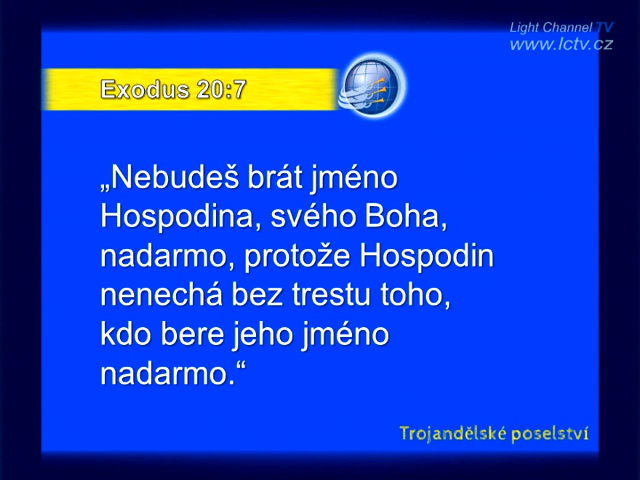 Light Channel TV
www.lctv.cz
Exodus 20:7
„Nebudeš brát jméno
Hospodina, svého Boha,
nadarmo, protože Hospodin
nenechá bez trestu toho,
kdo bere jeho jméno
nadarmo.“
Trojandělské poselství